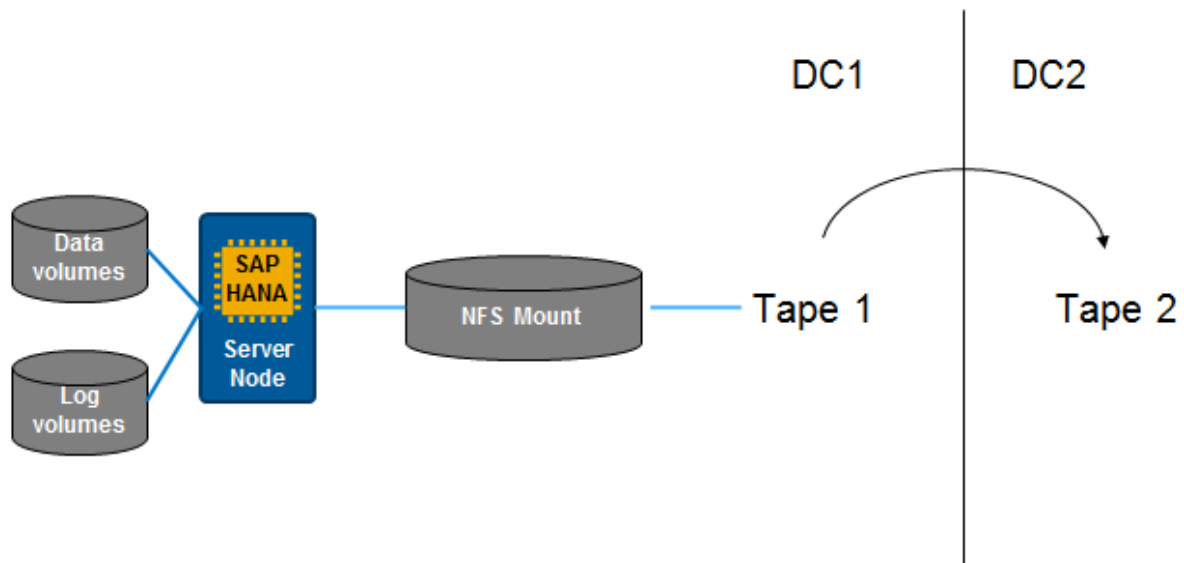 DC1
DC2
Data
volumes
SAP
HANA
Server
Node
NFS Mount
Tape 1
Tape 2
Log
volumes